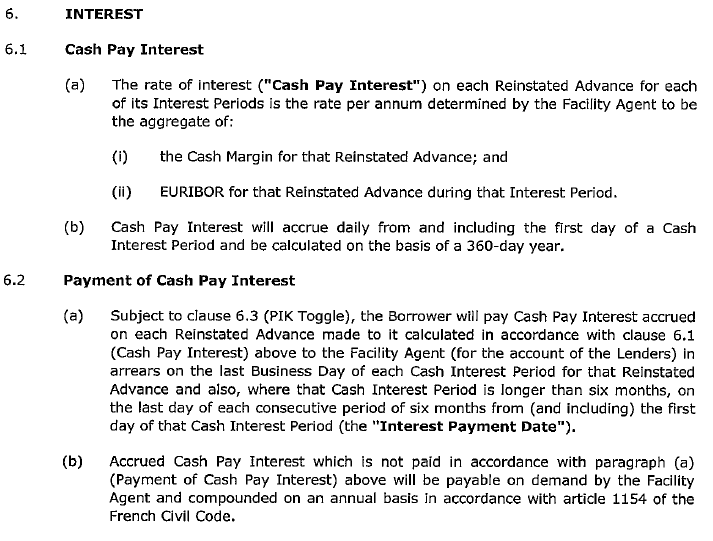 6. INTEREST
6.1 Cash Pay Interest
(a) The rate of interest ("Cash Pay Interest") on each Reinstated Advance for each
of its Interest Periods is the rate per annum determined by the Facility Agent to be
the aggregate of:
(i) the Cash Margin for that Reinstated Advance; and
(ii) EURIBOR for that Reinstated Advance during that Interest Period.
(b) Cash Pay Interest will accrue daily from and including the first day of a Cash
Interest Period and be calculated on the basis of a 360-day year.
6.2 Payment of Cash Pay Interest
(a) Subject to clause 6.3 (PIK Toggle), the Borrower will pay Cash Pay Interest accrued
on each Reinstated Advance made to it calculated in accordance with clause 6.1
(Cash Pay Interest) above to the Facility Agent (for the account of the Lenders) in
arrears on the last Business Day of each Cash Interest Period for that Reinstated
Advance and also, where that Cash Interest Period is longer than six months, on
the last day of each consecutive period of six months from (and including) the first
day of that Cash Interest Period (the "Interest Payment Date").
(b) Accrued Cash Pay Interest which is not paid in accordance with paragraph (a)
(Payment of Cash Pay Interest) above will be payable on demand by the Facility
Agent and compounded on an annual basis in accordance with article 1154 of the
French Civil Code.